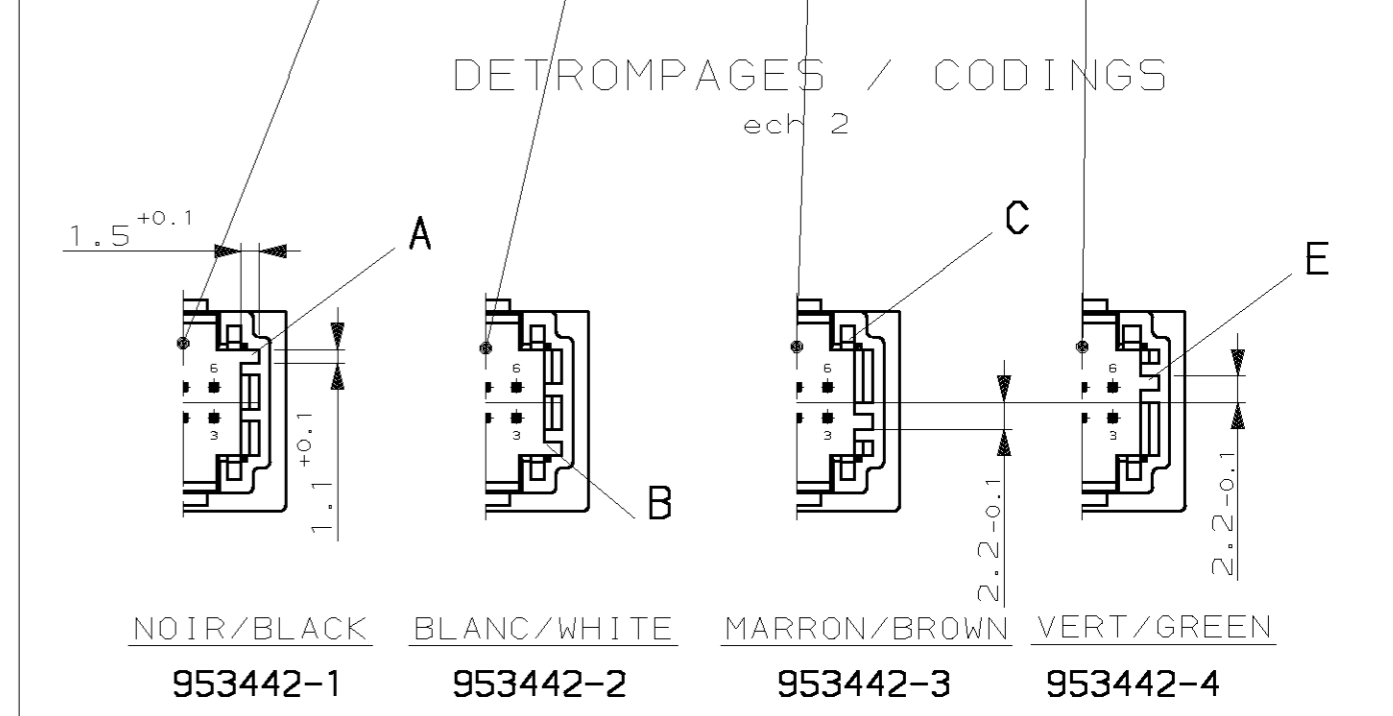 DETROMPAGES / CODINGS
ech 2
1.5 +0.1
A
C
E
6
6
6
6
3
3
3
3
1.1 +0.1
B
2.2-0.1
2.2-0.1
NOIR/BLACK
BLANC/WHITE
MARRON/BROWN
VERT/GREEN
953442-1
953442-2
953442-3
953442-4